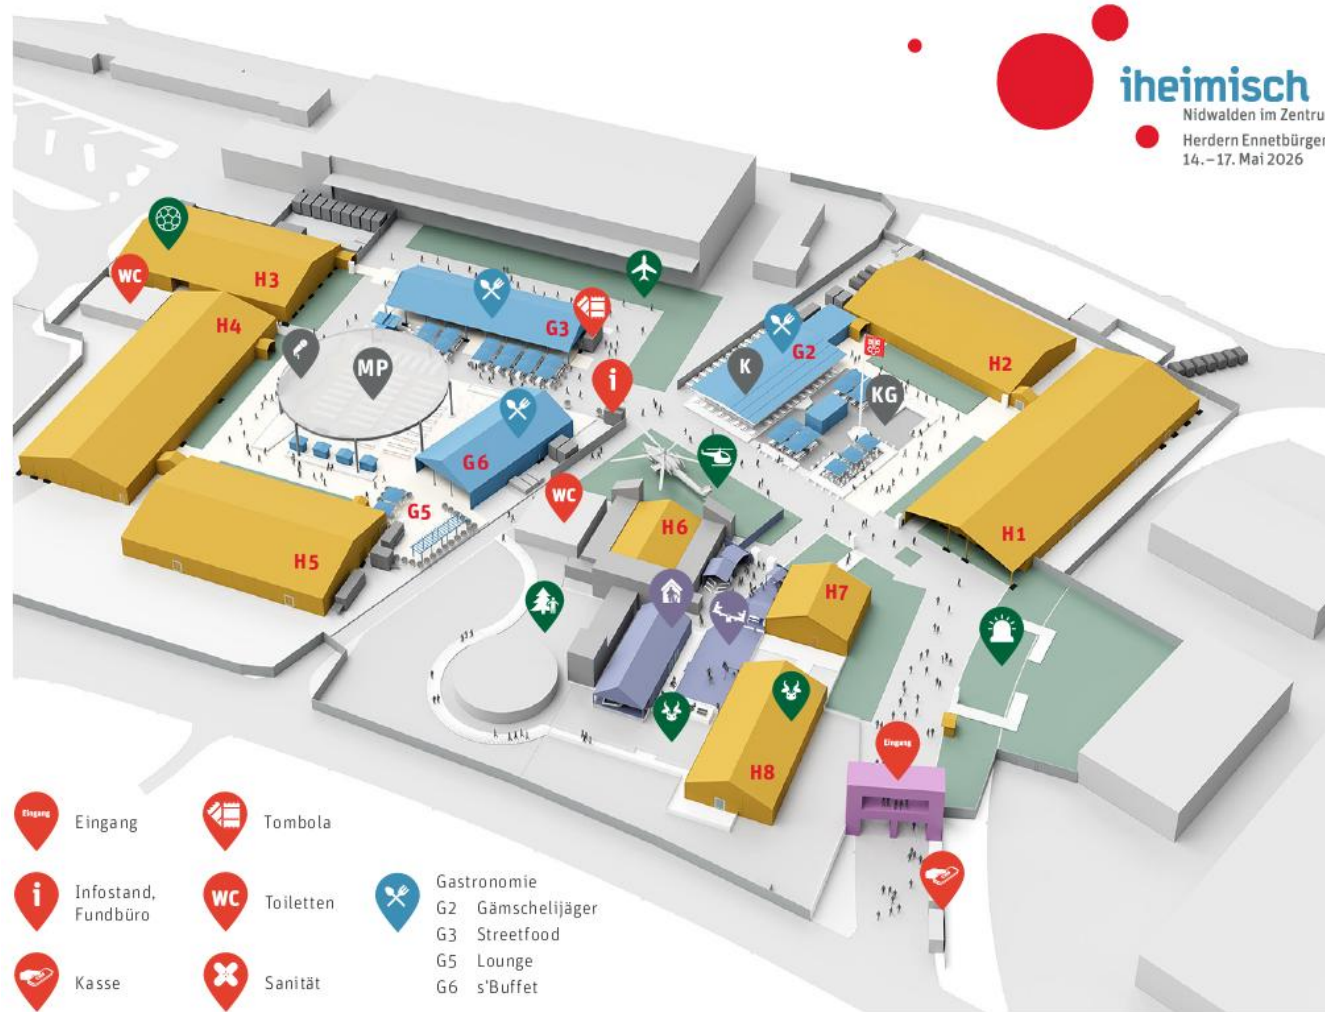 iheimisch
Nidwalden im Zentru
Herdern Ennetbürger
14.–17. Mai 2026
WC
H3
H4
G3
MP
i
K
G2
KG
H2
G6
WC
G5
H5
H6
H1
H7
H8
Eingang
Eingang
Eingang
Tombola
i
Infostand,
Fundbüro
WC
Toiletten
Kasse
Sanität
Gastronomie
G2 Gämschelijäger
G3 Streetfood
G5 Lounge
G6 s'Buffet